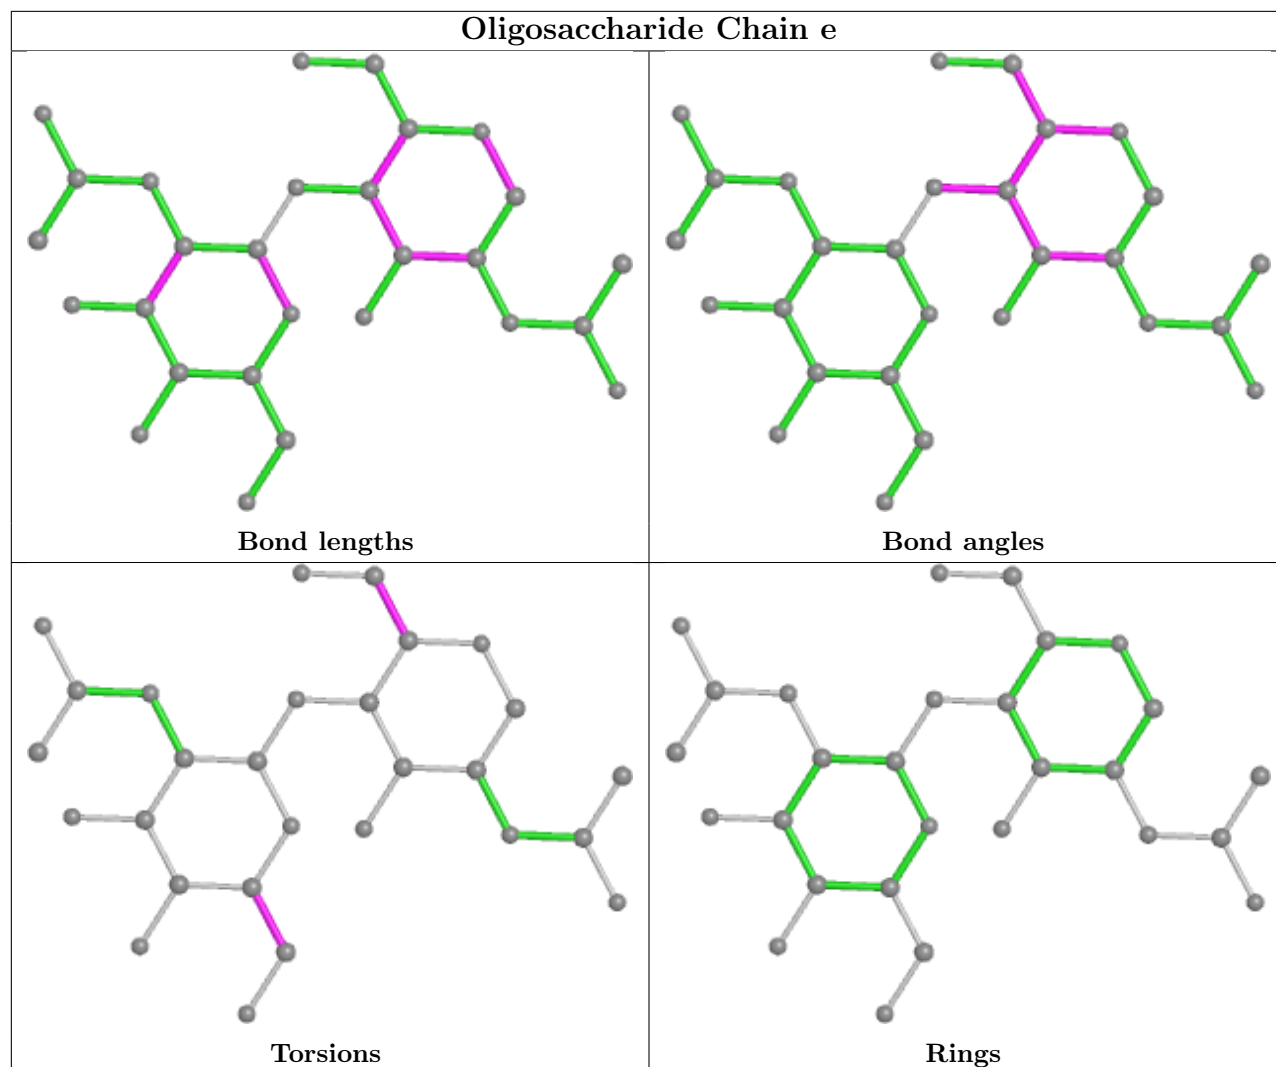 Oligosaccharide Chain e
Bond lengths
Bond angles
Torsions
Rings